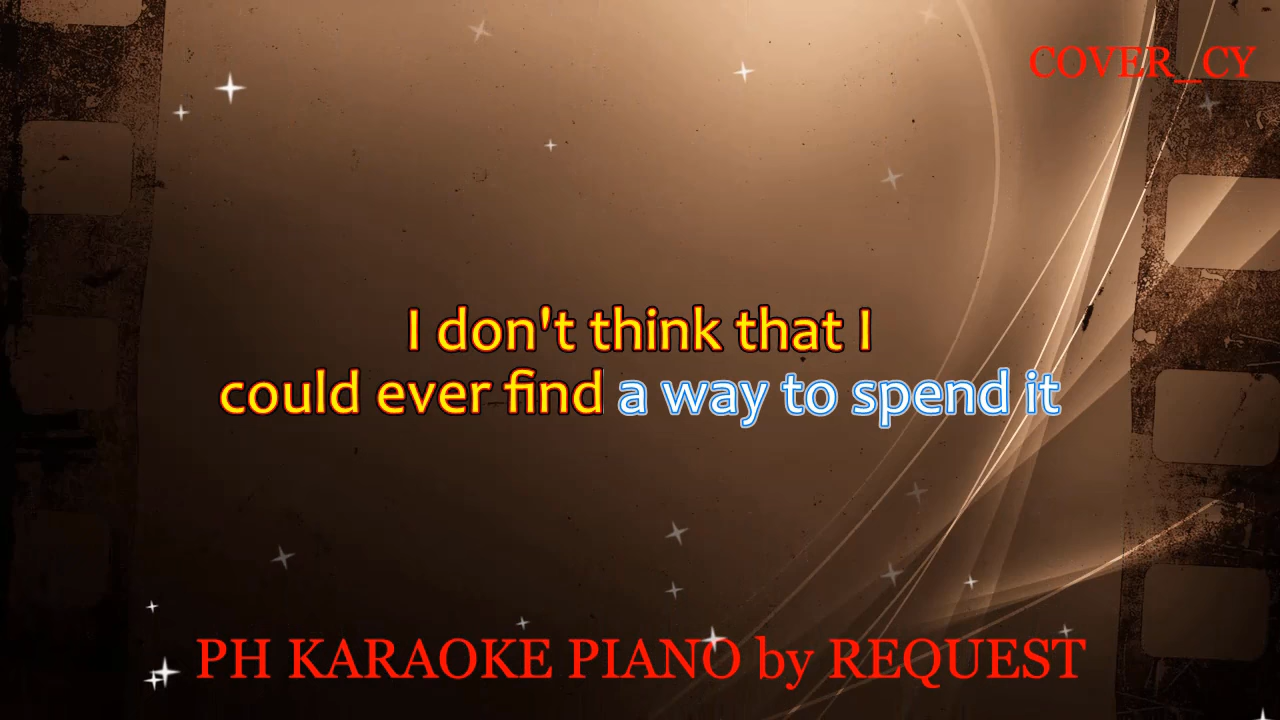 COVER_CY
I don't think that I
could ever find a way to spend it
PH KARAOKE PIANO by REQUEST